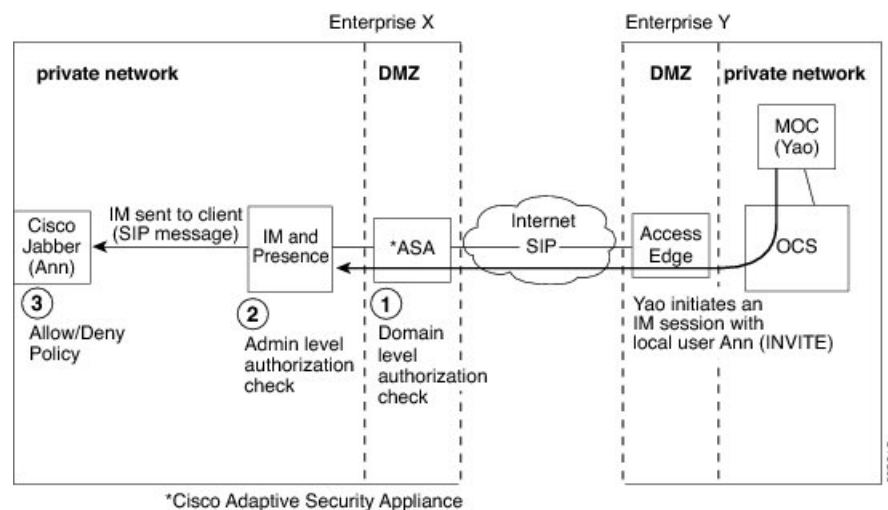 Enterprise X
Enterprise Y
private network
DMZ
DMZ
private network
MOC
(Yao)
IM sent to client
(SIP message)
Cisco
Jabber
(Ann)
IM and
Presence
*ASA
Internet
SIP
Access
Edge
OCS
3
Allow/Deny
Policy
2
Admin level
authorization
check
1
Domain
level
authorization
check
Yao initiates an
IM session with
local user Ann (INVITE)
*Cisco Adaptive Security Appliance